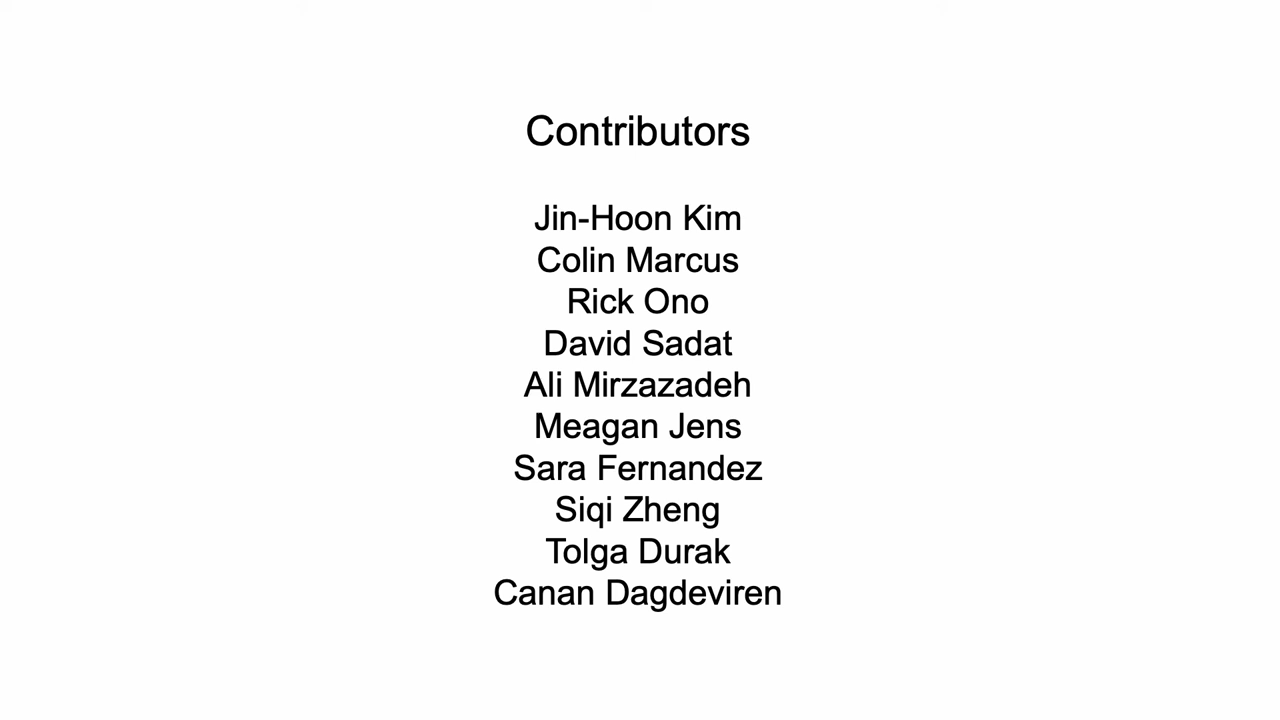 Contributors
Jin-Hoon Kim
Colin Marcus
Rick Ono
David Sadat
Ali Mirzazadeh
Meagan Jens
Sara Fernandez
Siqi Zheng
Tolga Durak
Canan Dagdeviren